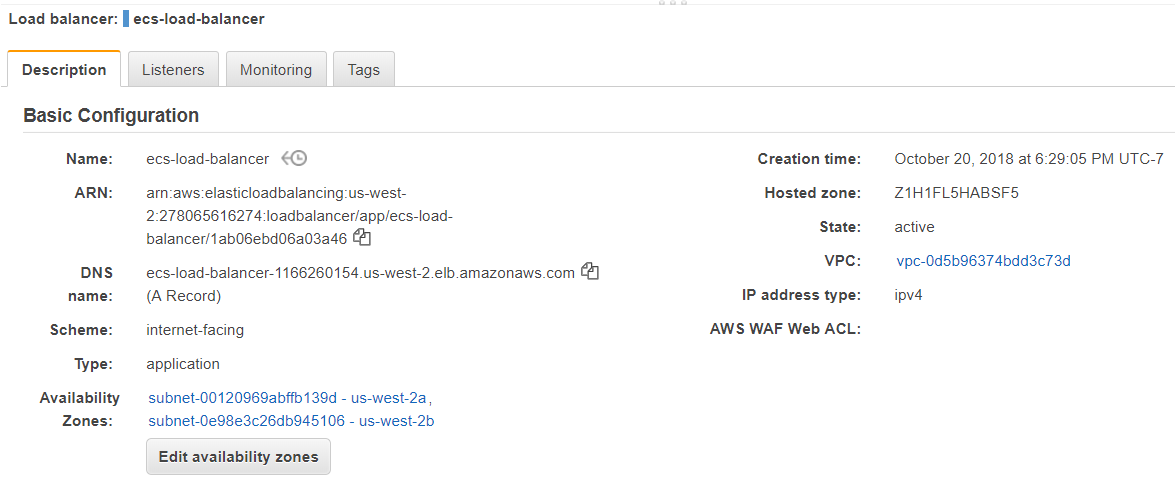 Load balancer: ecs-load-balancer
Description Listeners Monitoring Tags
Basic Configuration
Name: ecs-load-balancer
ARN: arn:aws:elasticloadbalancing:us-west-
2:278065616274:loadbalancer/app/ecs-load-
balancer/1ab06ebd06a03a46
DNS name: ecs-load-balancer-1166260154.us-west-2.elb.amazonaws.com
(A Record)
Scheme: internet-facing
Type: application
Availability Zones: subnet-00120969abffb139d - us-west-2a,
subnet-0e98e3c26db945106 - us-west-2b
Edit availability zones
Creation time: October 20, 2018 at 6:29:05 PM UTC-7
Hosted zone: Z1H1FL5HABSF5
State: active
VPC: vpc-0d5b96374bdd3c73d
IP address type: ipv4
AWS WAF Web ACL: